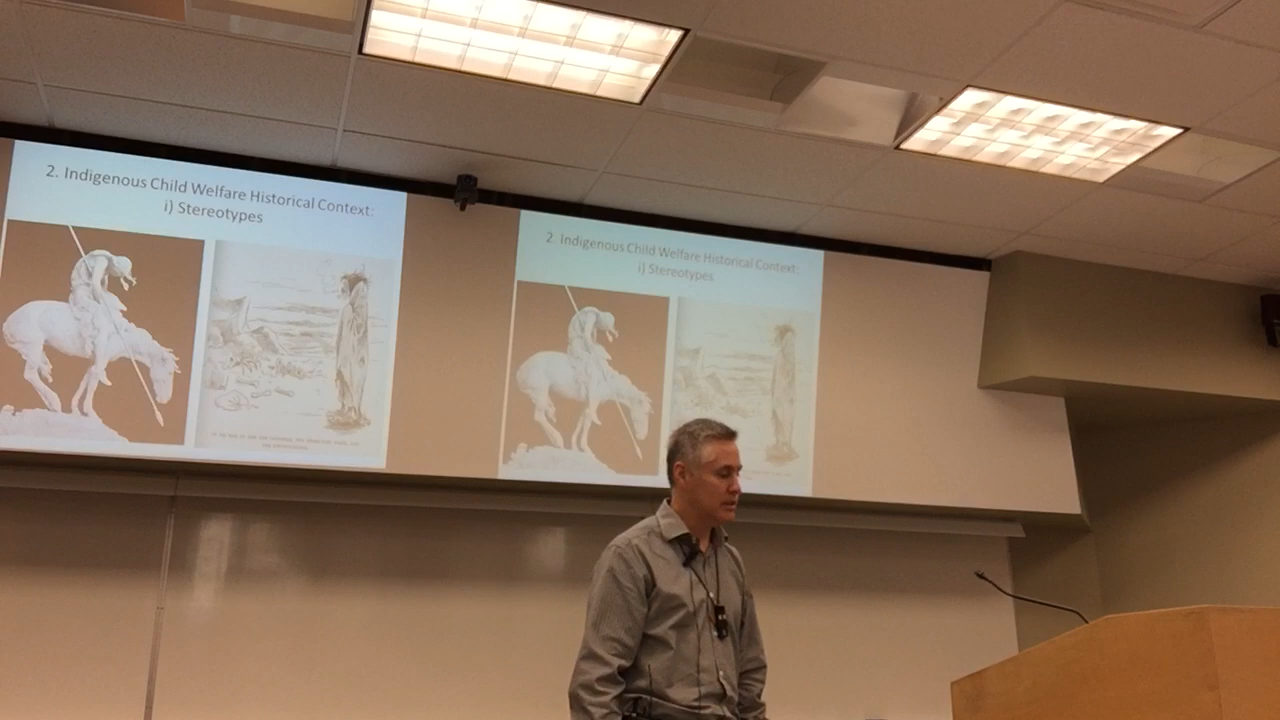 2. Indigenous Child Welfare Historical Context:
i) Stereotypes
2. Indigenous Child Welfare Historical Context:
i) Stereotypes